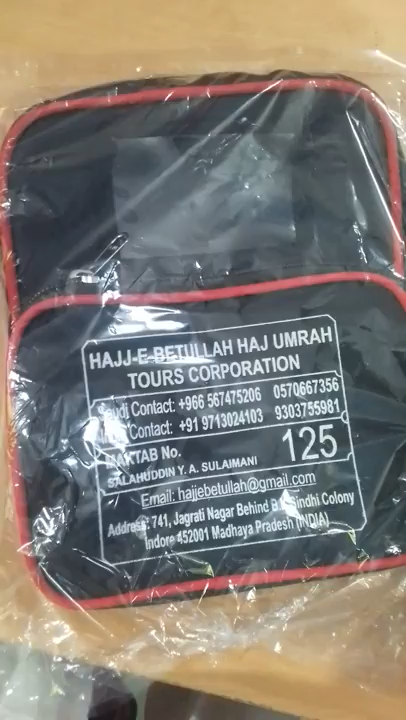 HAJJ-E-BETULLAH HAJ UMRAH
TOURS CORPORATION
Saudi Contact: +966 567475206 0570667356
Contact: +91 9713024103 9303755981
MAKTAB No. 125
SALAHUDDIN Y. A. SULAIMANI
Email: hajjebetullah@gmail.com
Address: 741, Jagrati Nagar Behind Sindhi Colony
Indore 452001 Madhaya Pradesh (INDIA)